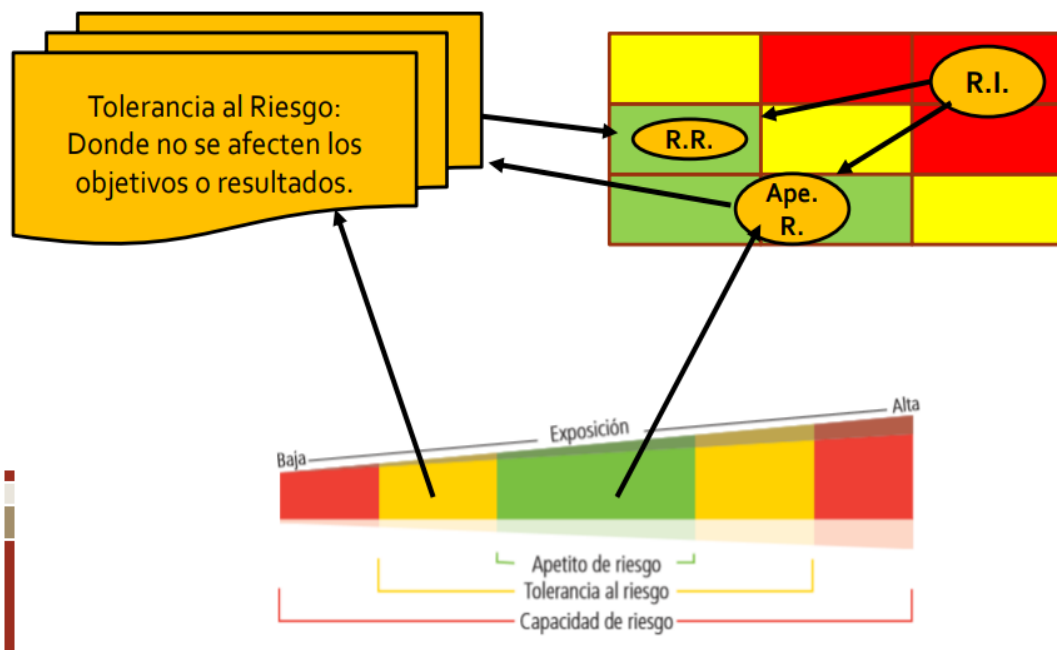 Tolerancia al Riesgo:
Donde no se afecten los
objetivos o resultados.
R.I.
R.R.
Ape.
R.
Baja
Exposición
Alta
Apetito de riesgo
Tolerancia al riesgo
Capacidad de riesgo